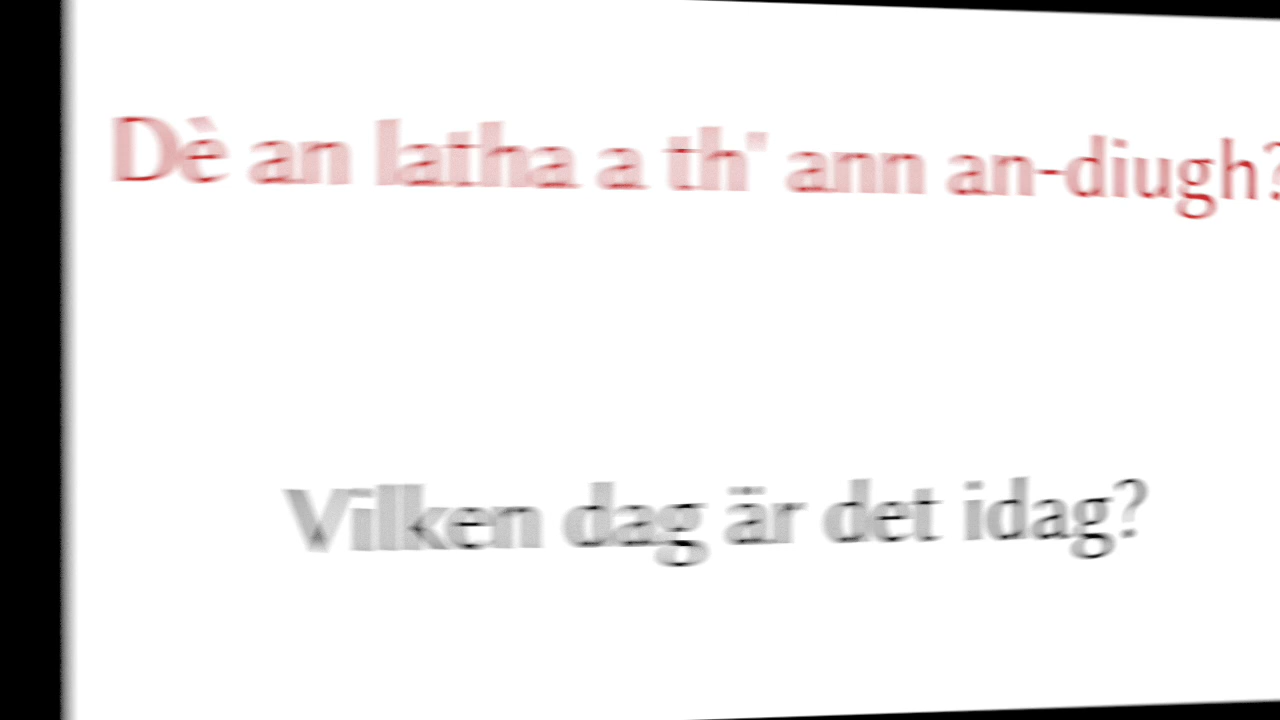 Dè an latha a th' ann an-diugh?
Vilken dag är det idag?